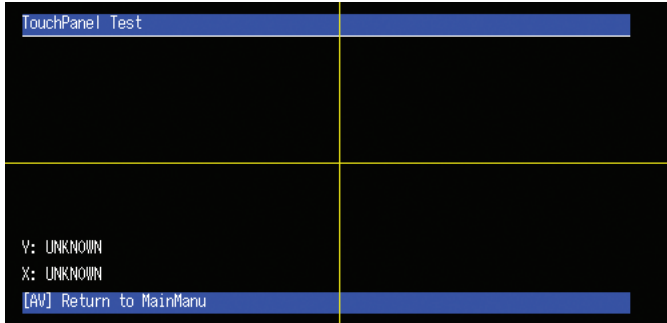 TouchPanel Test
Y: UNKNOWN
X: UNKNOWN
[AV] Return to MainManu